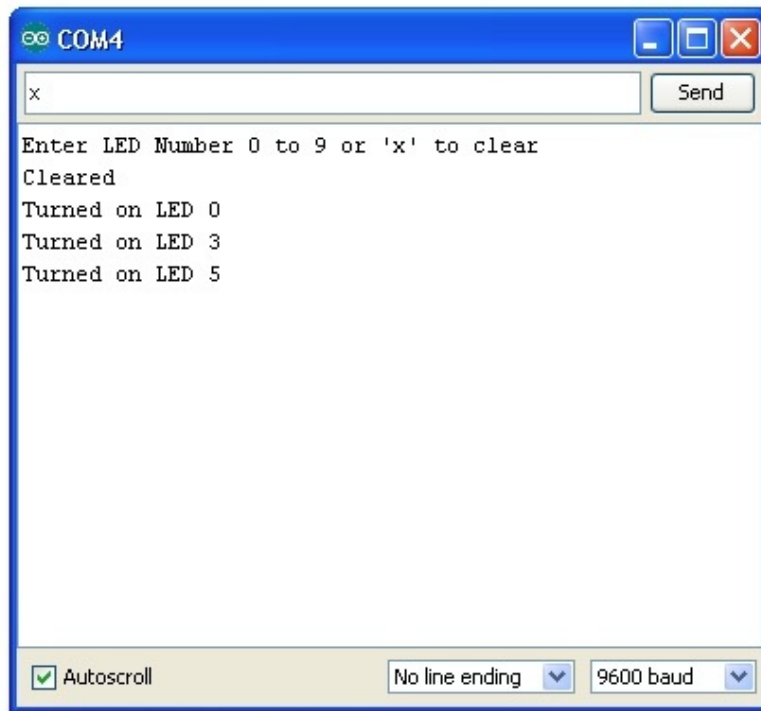 COM4
x
Send
Enter LED Number 0 to 9 or 'x' to clear
Cleared
Turned on LED 0
Turned on LED 3
Turned on LED 5
Autoscroll
No line ending
9600 baud